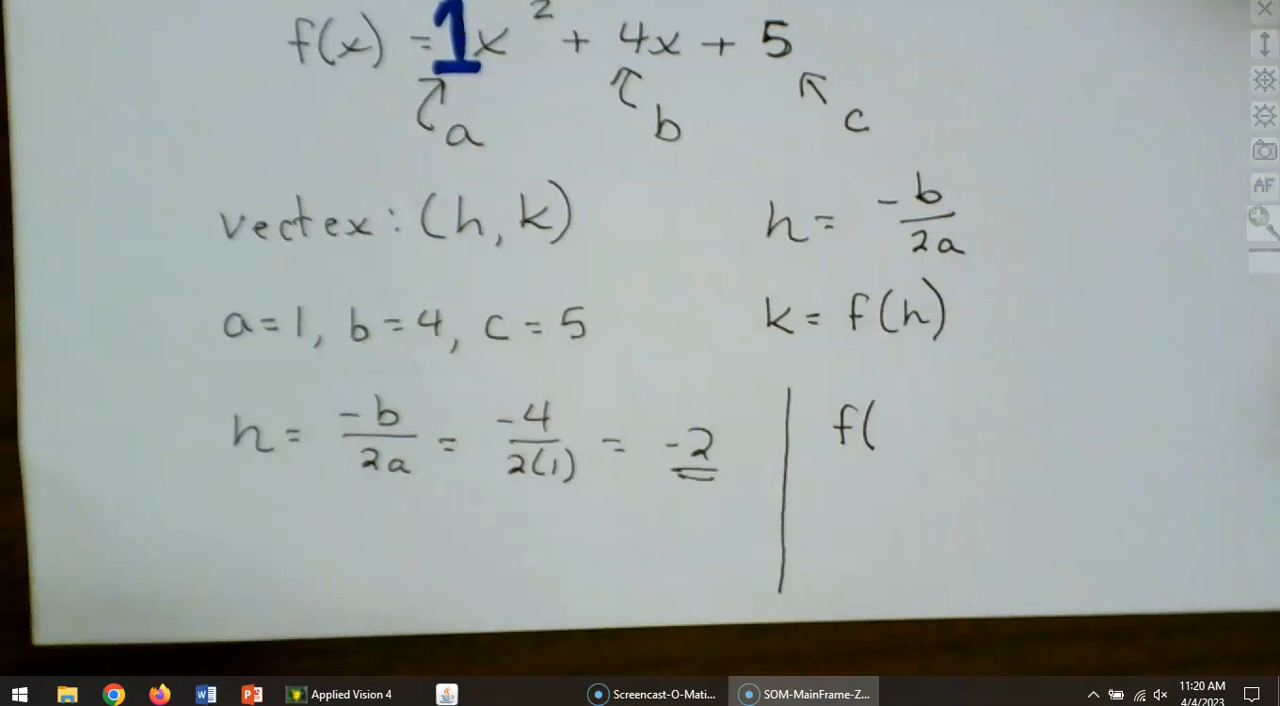 f(x) = 1x² + 4x + 5
a b c
vertex: (h, k) h = -b/2a
a=1, b=4, c=5 k = f(h)
h = -b/2a = -4/2(1) = -2 f(
AF
Applied Vision 4 Screencast-O-Mati... SOM-MainFrame-Z... 11:20 AM
4/4/2023